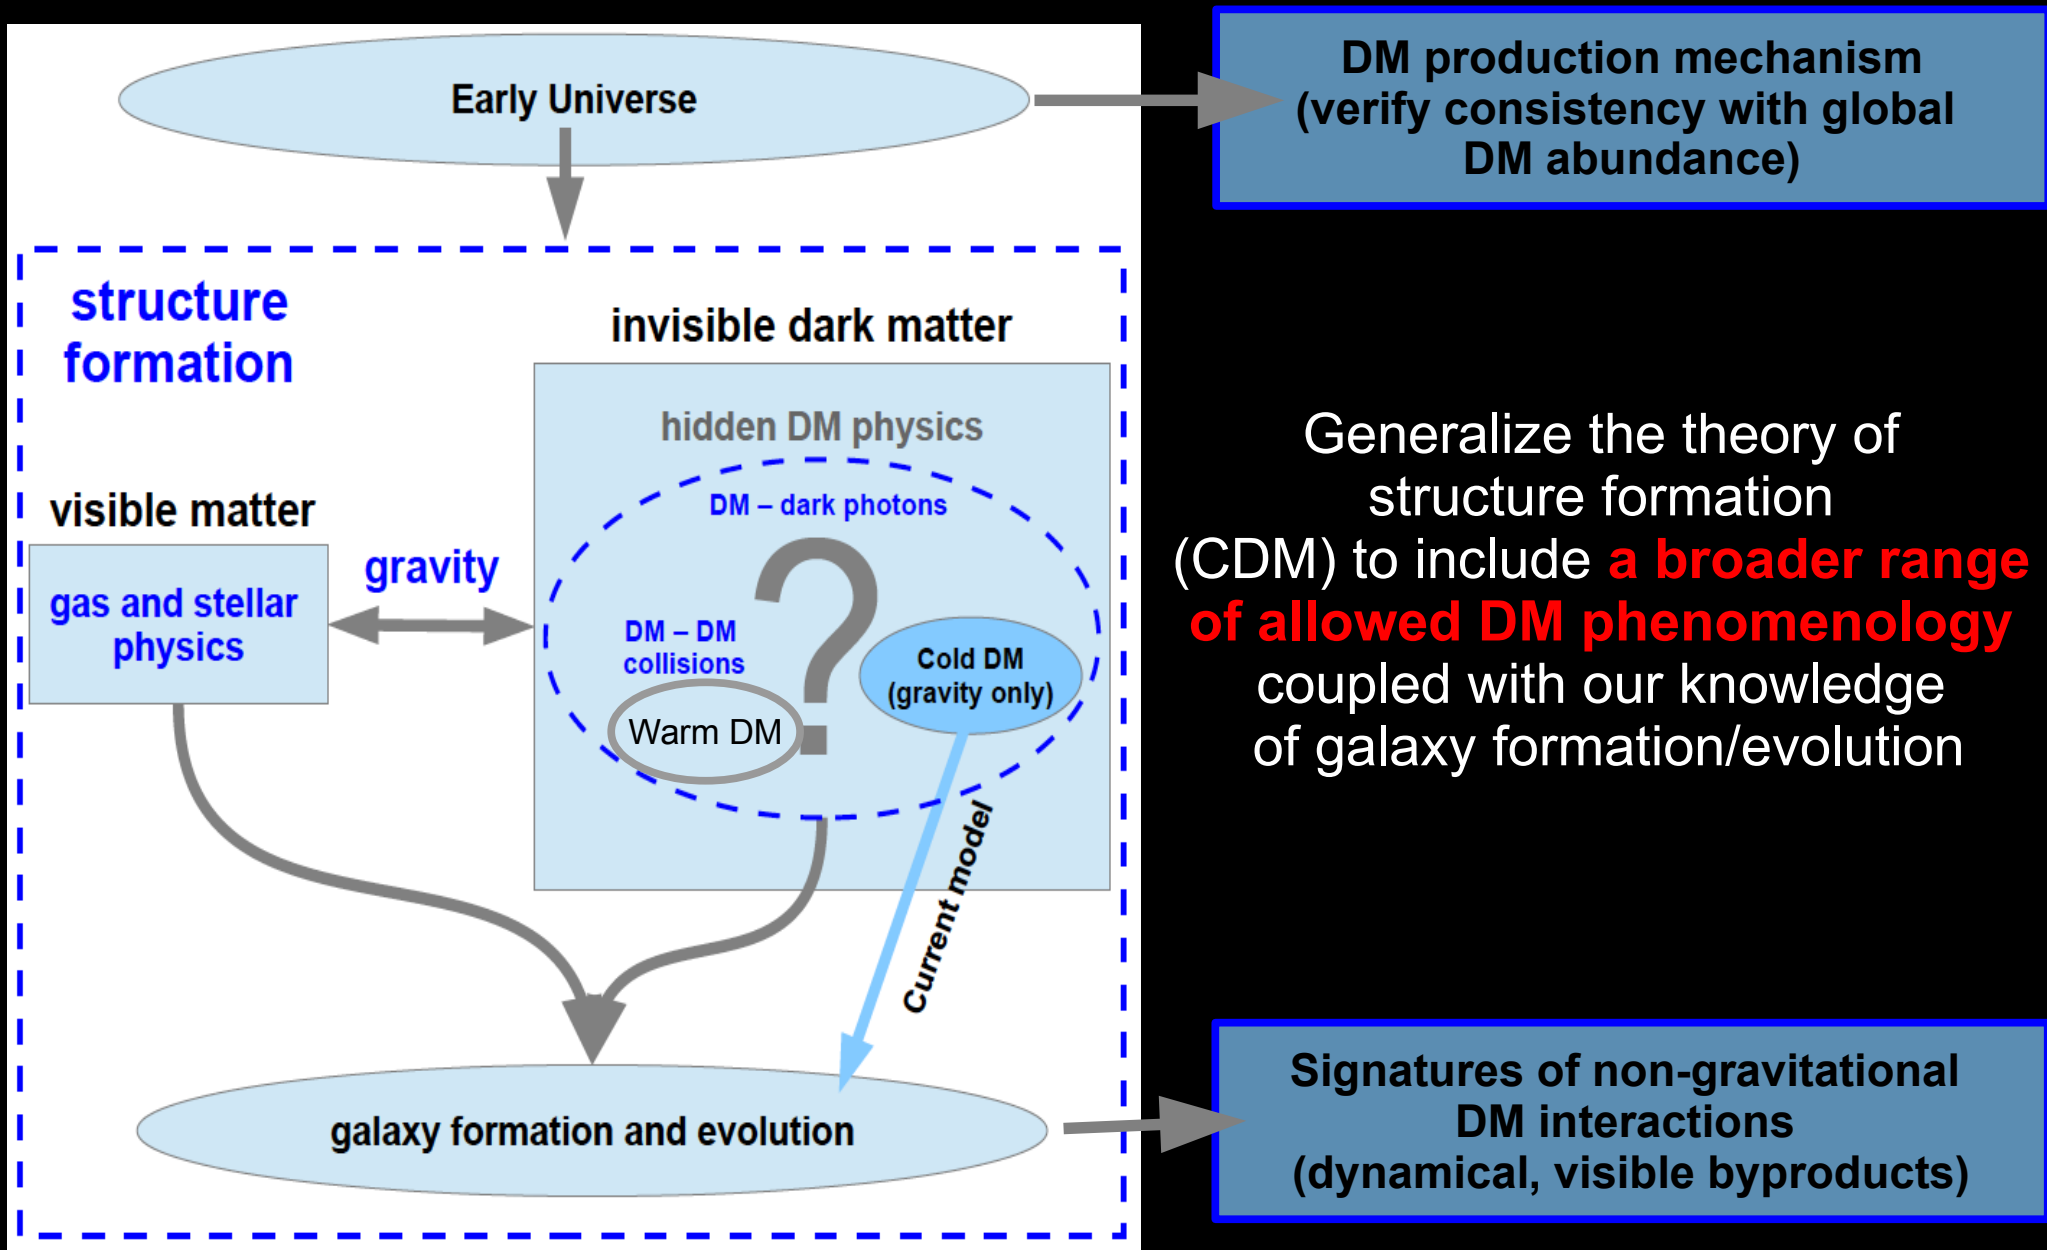 Early Universe
DM production mechanism
(verify consistency with global
DM abundance)
structure
formation
invisible dark matter
hidden DM physics
DM – dark photons
visible matter
gravity
gas and stellar
physics
?
DM – DM
collisions
Cold DM
(gravity only)
Warm DM
Current model
galaxy formation and evolution
Generalize the theory of
structure formation
(CDM) to include a broader range
of allowed DM phenomenology
coupled with our knowledge
of galaxy formation/evolution
Signatures of non-gravitational
DM interactions
(dynamical, visible byproducts)